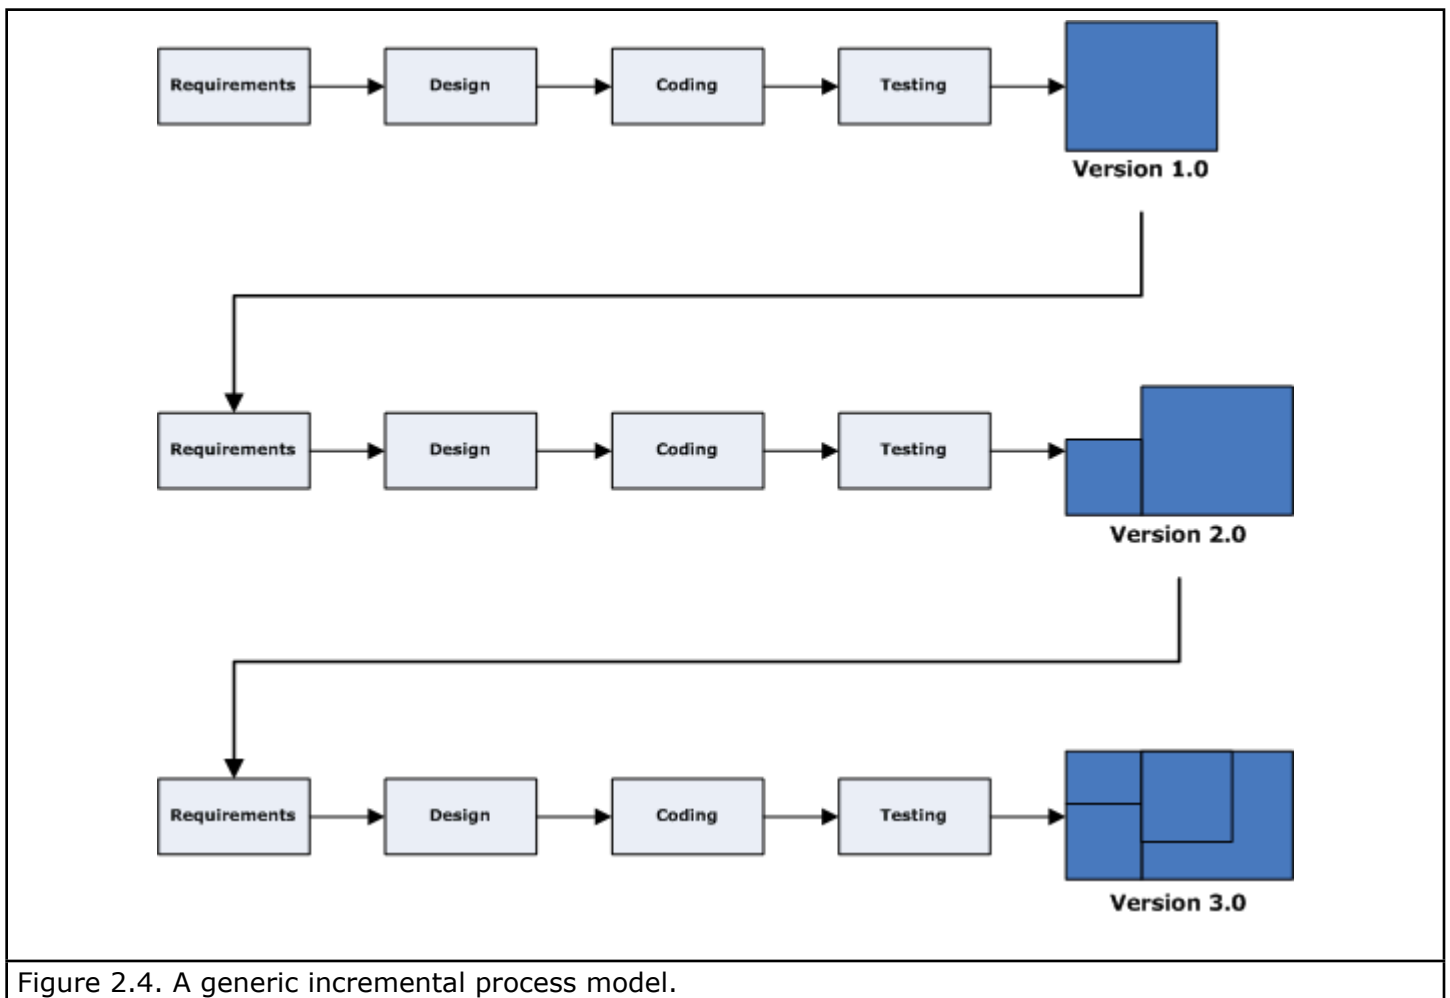 Requirements
Design
Coding
Testing
Version 1.0
Requirements
Design
Coding
Testing
Version 2.0
Requirements
Design
Coding
Testing
Version 3.0
Figure 2.4. A generic incremental process model.